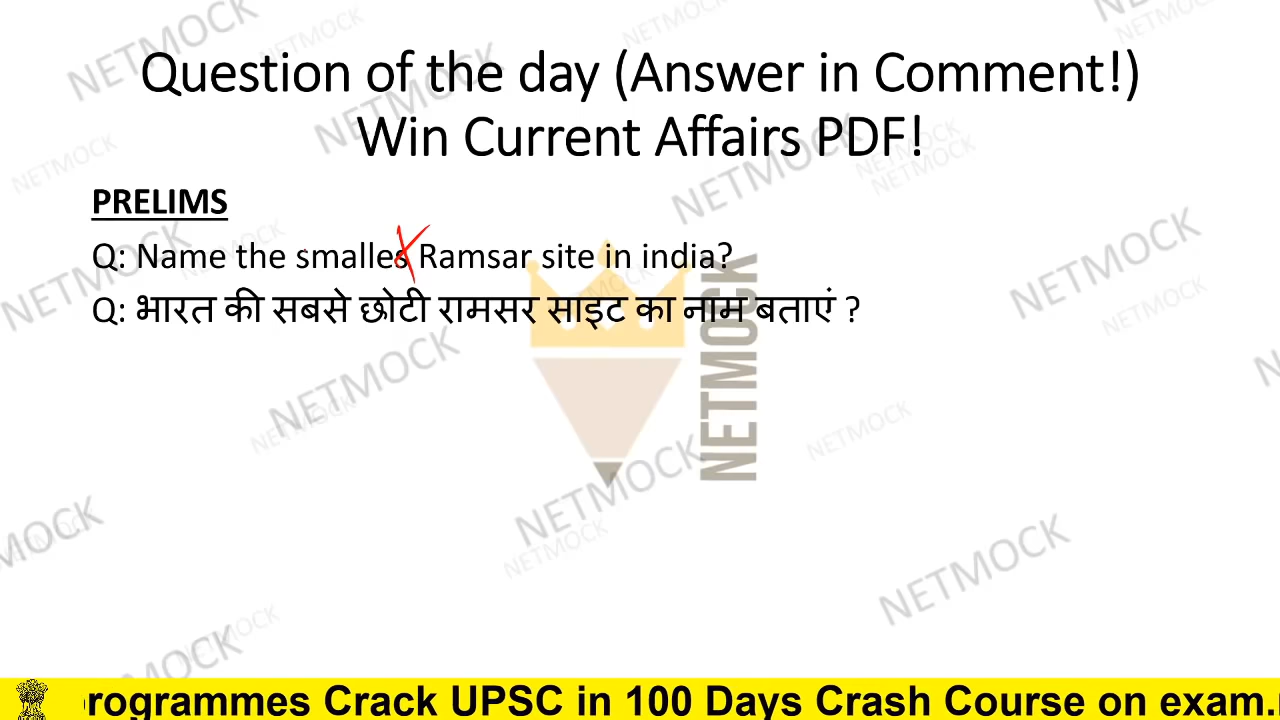 Question of the day (Answer in Comment!)
Win Current Affairs PDF!
PRELIMS
Q: Name the smalles Ramsar site in india?
Q: भारत की सबसे छोटी रामसर साइट का नाम बताएं ?
NETMOCK
rogrammes Crack UPSC in 100 Days Crash Course on exam.